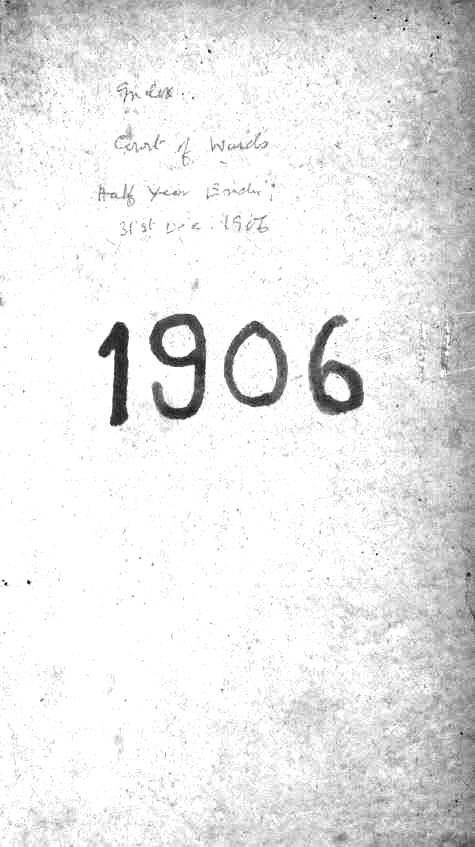 Index.
Court of Wards
Half Year Ending
31st Dec. 1906
1906